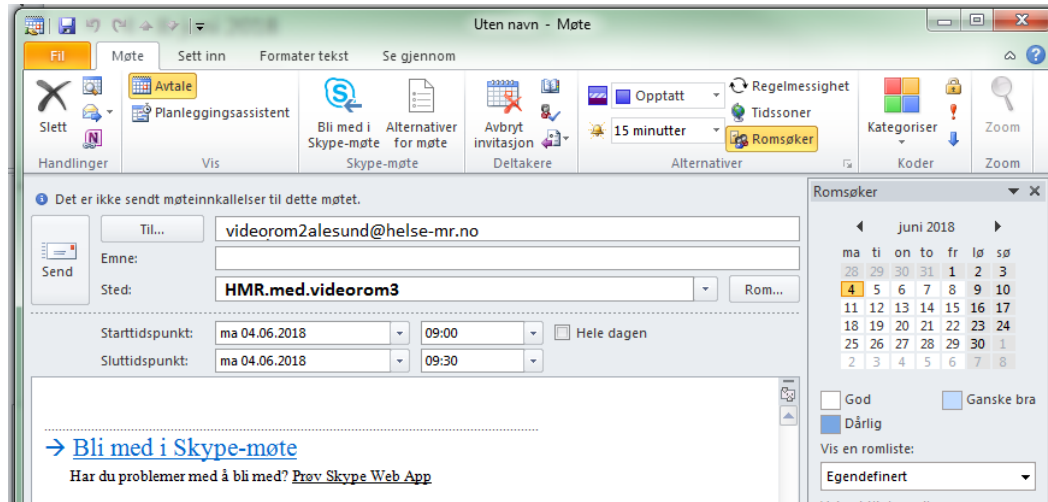 Uten navn - Møte
Fil Møte Sett inn Formater tekst Se gjennom
Slett
Handlinger
Avtale
Planleggingsassistent
Vis
Bli med i Skype-møte
Alternativer for møte
Skype-møte
Avbryt invitasjon
Deltakere
Opptatt
15 minutter
Regelmessighet
Tidssoner
Romsøker
Alternativer
Kategoriser
Koder
Zoom
Zoom
Det er ikke sendt møteinnkallelser til dette møtet.
Send
Til... videorom2alesund@helse-mr.no
Emne:
Sted: HMR.med.videorom3 Rom...
Starttidspunkt: ma 04.06.2018 09:00 Hele dagen
Sluttidspunkt: ma 04.06.2018 09:30
→ Bli med i Skype-møte
Har du problemer med å bli med? Prøv Skype Web App
Romsøker
juni 2018
ma ti on to fr lø sø
28 29 30 31 1 2 3
4 5 6 7 8 9 10
11 12 13 14 15 16 17
18 19 20 21 22 23 24
25 26 27 28 29 30 1
2 3 4 5 6 7 8
God Ganske bra
Dårlig
Vis en romliste:
Egendefinert